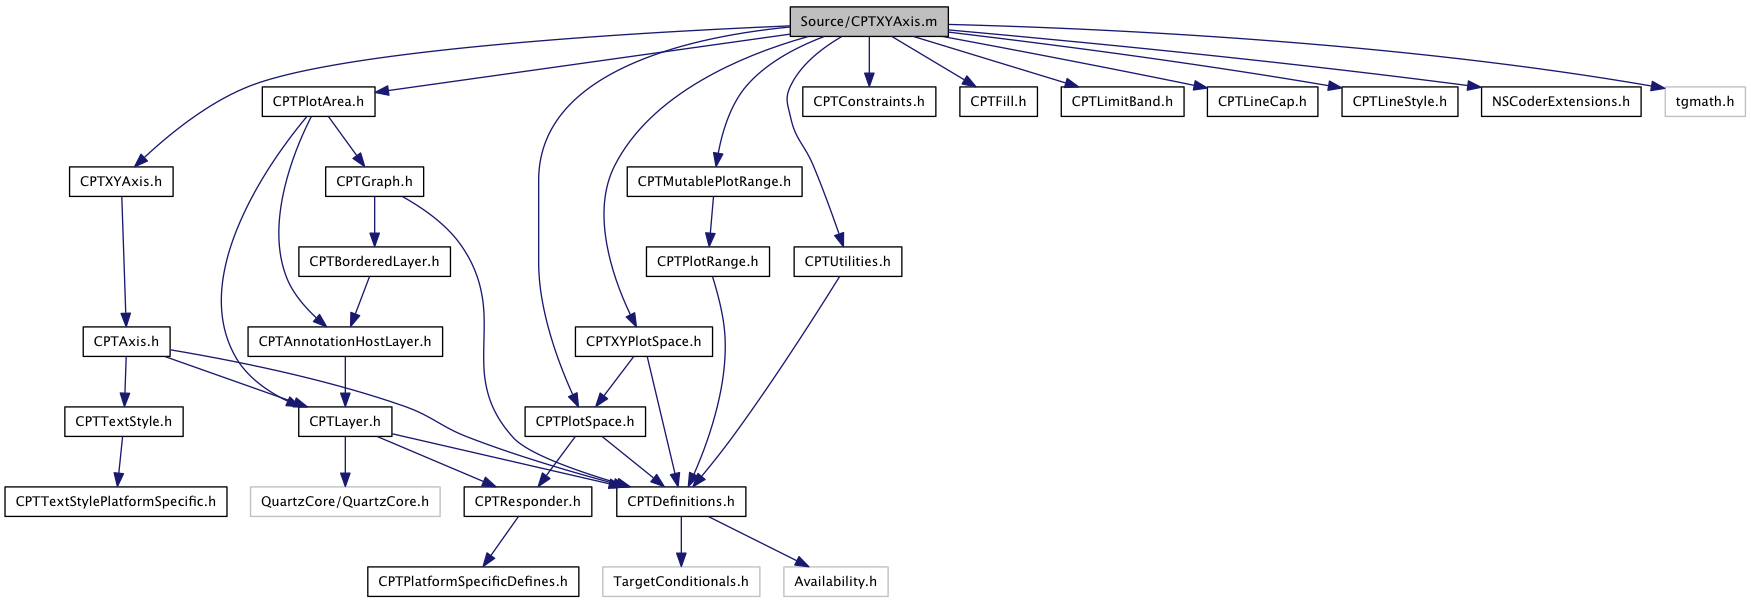 Source/CPTXYAxis.m
CPTPlotArea.h
CPTConstraints.h
CPTFill.h
CPTLimitBand.h
CPTLineCap.h
CPTLineStyle.h
NSCoderExtensions.h
tgmath.h
CPTXYAxis.h
CPTGraph.h
CPTMutablePlotRange.h
CPTBorderedLayer.h
CPTPlotRange.h
CPTUtilities.h
CPTAxis.h
CPTAnnotationHostLayer.h
CPTXYPlotSpace.h
CPTTextStyle.h
CPTLayer.h
CPTPlotSpace.h
CPTTextStylePlatformSpecific.h
QuartzCore/QuartzCore.h
CPTResponder.h
CPTDefinitions.h
CPTPlatformSpecificDefines.h
TargetConditionals.h
Availability.h